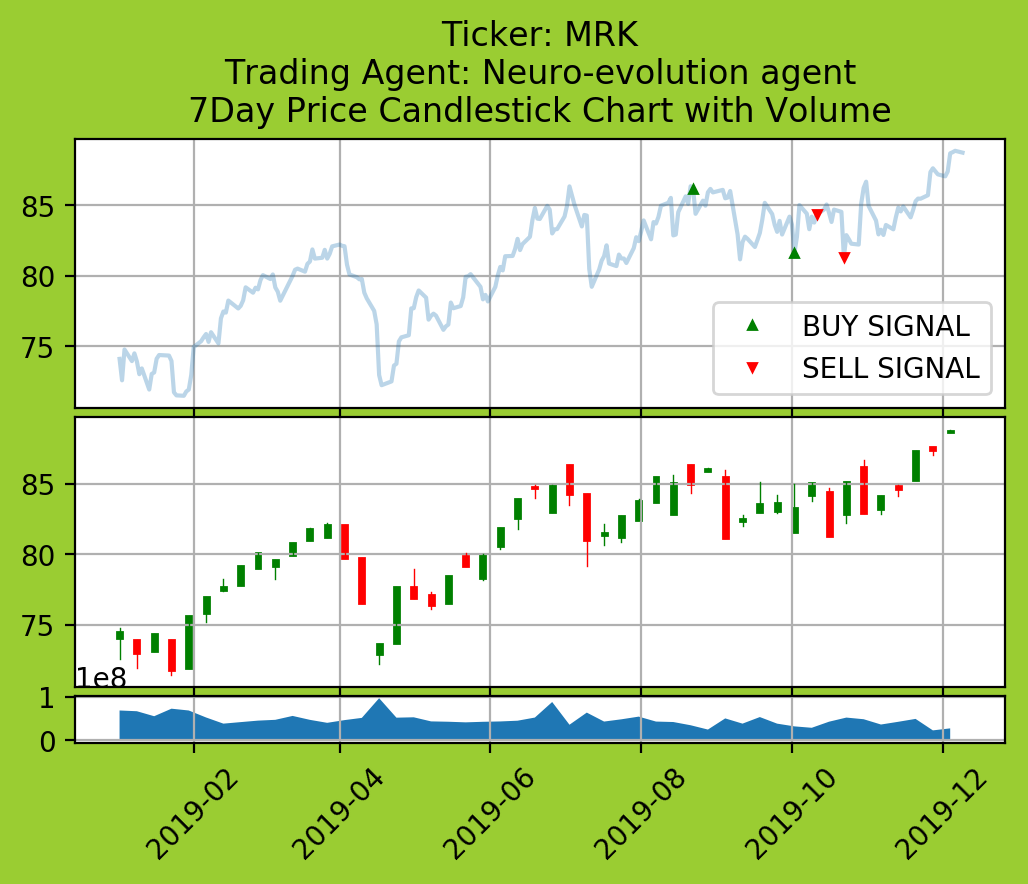 Ticker: MRK
Trading Agent: Neuro-evolution agent
7Day Price Candlestick Chart with Volume
85
80
75
BUY SIGNAL
SELL SIGNAL
85
80
75
1e8
1
0
2019-02
2019-04
2019-06
2019-08
2019-10
2019-12